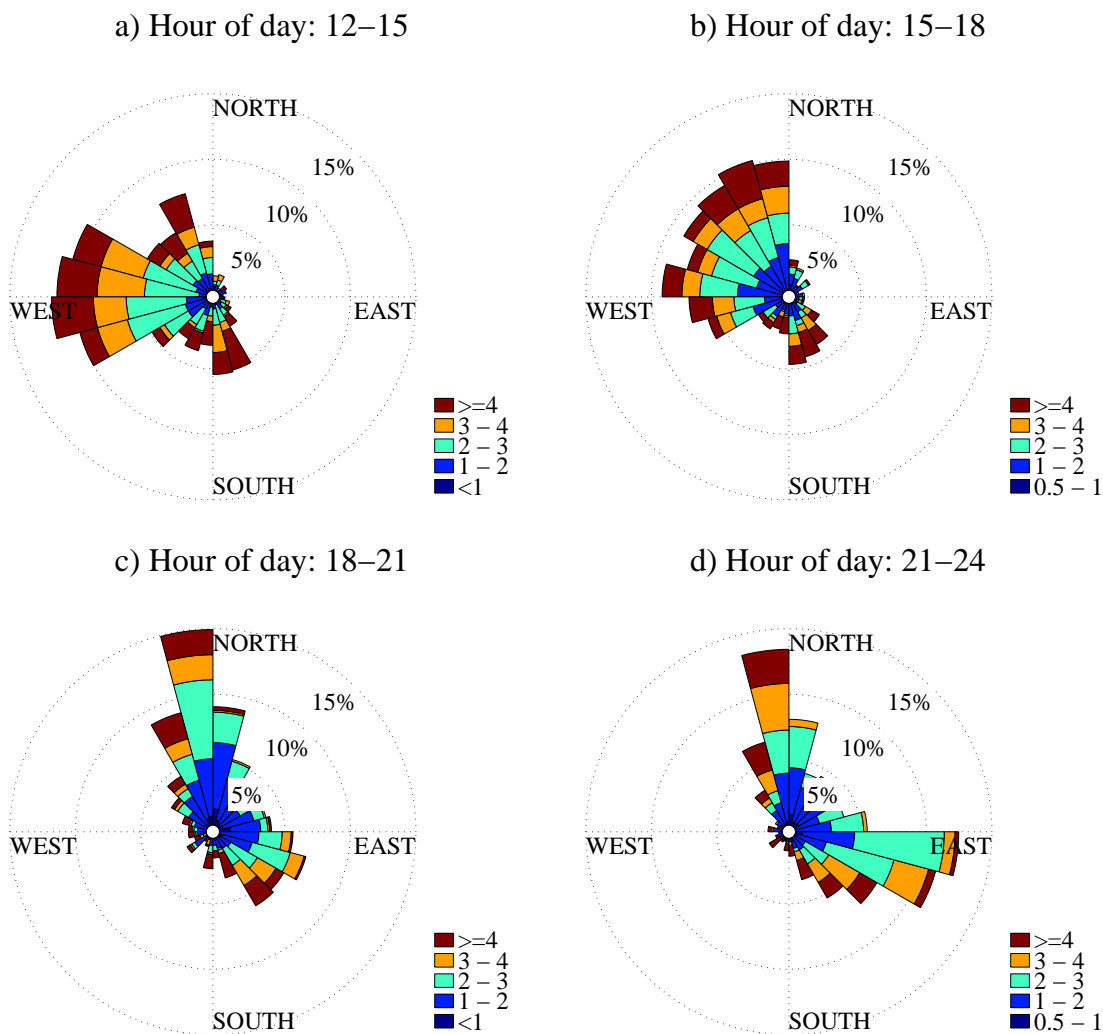 a) Hour of day: 12–15
NORTH
15%
10%
5%
WEST
EAST
SOUTH
>=4
3 – 4
2 – 3
1 – 2
<1
b) Hour of day: 15–18
NORTH
15%
10%
5%
WEST
EAST
SOUTH
>=4
3 – 4
2 – 3
1 – 2
0.5 – 1
c) Hour of day: 18–21
NORTH
15%
10%
5%
WEST
EAST
SOUTH
>=4
3 – 4
2 – 3
1 – 2
<1
d) Hour of day: 21–24
NORTH
15%
10%
5%
WEST
EAST
SOUTH
>=4
3 – 4
2 – 3
1 – 2
0.5 – 1